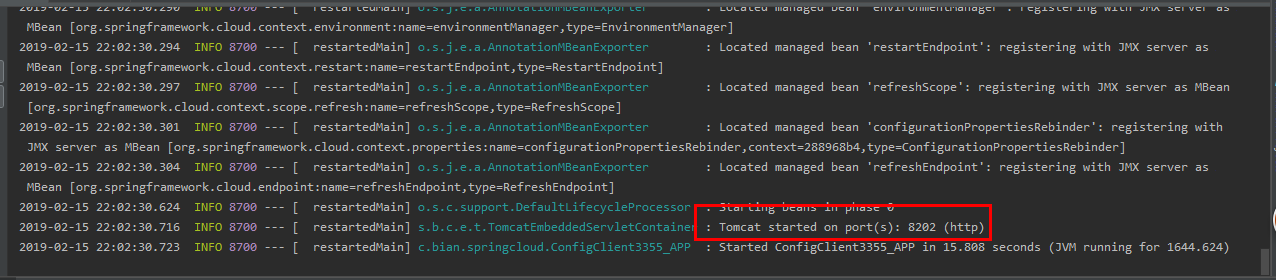 2019-02-15 22:02:30.290  INFO 8700 --- [  restartedMain] o.s.j.e.a.AnnotationMBeanExporter        : Located managed bean 'environmentManager': registering with JMX server as
MBean [org.springframework.cloud.context.environment:name=environmentManager,type=EnvironmentManager]
2019-02-15 22:02:30.294  INFO 8700 --- [  restartedMain] o.s.j.e.a.AnnotationMBeanExporter        : Located managed bean 'restartEndpoint': registering with JMX server as
MBean [org.springframework.cloud.context.restart:name=restartEndpoint,type=RestartEndpoint]
2019-02-15 22:02:30.297  INFO 8700 --- [  restartedMain] o.s.j.e.a.AnnotationMBeanExporter        : Located managed bean 'refreshScope': registering with JMX server as MBean
[org.springframework.cloud.context.scope.refresh:name=refreshScope,type=RefreshScope]
2019-02-15 22:02:30.301  INFO 8700 --- [  restartedMain] o.s.j.e.a.AnnotationMBeanExporter        : Located managed bean 'configurationPropertiesRebinder': registering with
JMX server as MBean [org.springframework.cloud.context.properties:name=configurationPropertiesRebinder,context=288968b4,type=ConfigurationPropertiesRebinder]
2019-02-15 22:02:30.304  INFO 8700 --- [  restartedMain] o.s.j.e.a.AnnotationMBeanExporter        : Located managed bean 'refreshEndpoint': registering with JMX server as
MBean [org.springframework.cloud.endpoint:name=refreshEndpoint,type=RefreshEndpoint]
2019-02-15 22:02:30.624  INFO 8700 --- [  restartedMain] o.s.c.support.DefaultLifecycleProcessor  : Starting beans in phase 0
2019-02-15 22:02:30.716  INFO 8700 --- [  restartedMain] s.b.c.e.t.TomcatEmbeddedServletContainer : Tomcat started on port(s): 8202 (http)
2019-02-15 22:02:30.723  INFO 8700 --- [  restartedMain] c.bian.springcloud.ConfigClient3355_APP  : Started ConfigClient3355_APP in 15.808 seconds (JVM running for 1644.624)